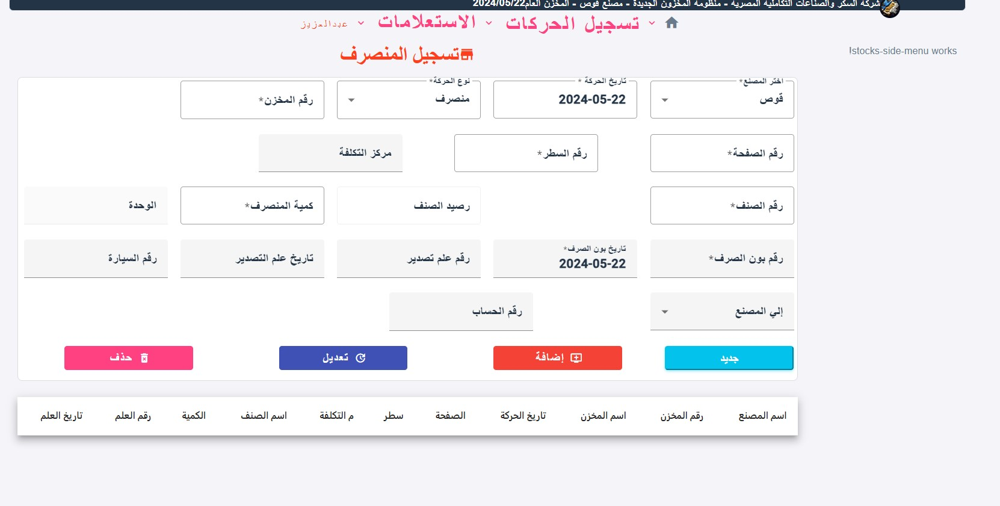 شركة السكر والصناعات التكاملية المصرية - منظومة المخزون الجديدة - مصنع قوص - المخزن العام2024/05/22
تسجيل الحركات الاستعلامات عبدالعزيز
stocks-side-menu works!
تسجيل المنصرف
اختر المصنع* تاريخ الحركة * نوع الحركة*
قوص 2024-05-22 منصرف رقم المخزن*
رقم الصفحة* رقم السطر* مركز التكلفة
رقم الصنف* رصيد الصنف كمية المنصرف* الوحدة
رقم بون الصرف* تاريخ بون الصرف* 2024-05-22 رقم علم تصدير تاريخ علم التصدير رقم السيارة
إلي المصنع رقم الحساب
جديد إضافة تعديل حذف
اسم المصنع رقم المخزن اسم المخزن تاريخ الحركة الصفحة سطر م التكلفة اسم الصنف الكمية رقم العلم تاريخ العلم